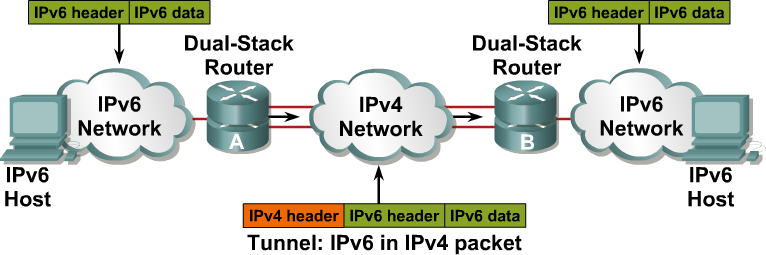 IPv6 header IPv6 data
IPv6 header IPv6 data
Dual-Stack
Router
Dual-Stack
Router
IPv6
Network
IPv4
Network
IPv6
Network
A
B
IPv6
Host
IPv6
Host
IPv4 header IPv6 header IPv6 data
Tunnel: IPv6 in IPv4 packet